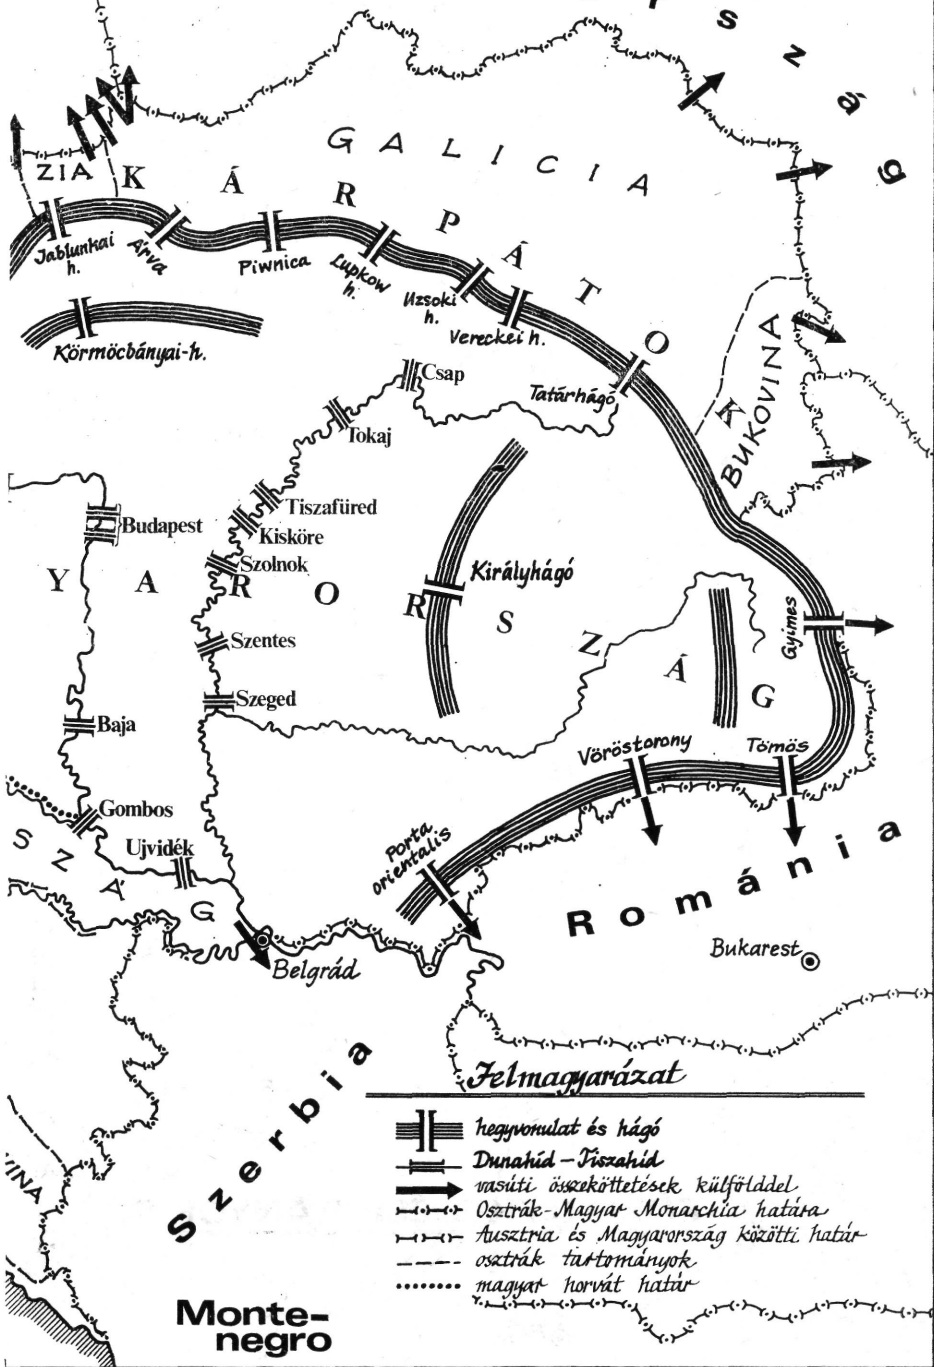 s z á g
GALICIA
ZIA
KÁRPÁTOK
Jablunkai h.
Árva
Piwnica
Lupkow h.
Uzsoki h.
Vereckei h.
Körmöcbányai-h.
Tatárhágó
BUKOVINA
Csap
Tokaj
Tiszafüred
Kisköre
Szolnok
Budapest
Királyhágó
YARORSZÁG
Gyimes
Szentes
Szeged
Baja
Vöröstorony
Tömös
Gombos
Ujvidék
SZÁG
Porta orientalis
Románia
Bukarest
Belgrád
Szerbia
VINA
Monte-
negro
Jelmagyarázat
hegyvonulat és hágó
Dunahíd – Tiszahíd
vasúti összeköttetések külfölddel
Osztrák-Magyar Monarchia határa
Ausztria és Magyarország közötti határ
osztrák tartományok
magyar horvát határ